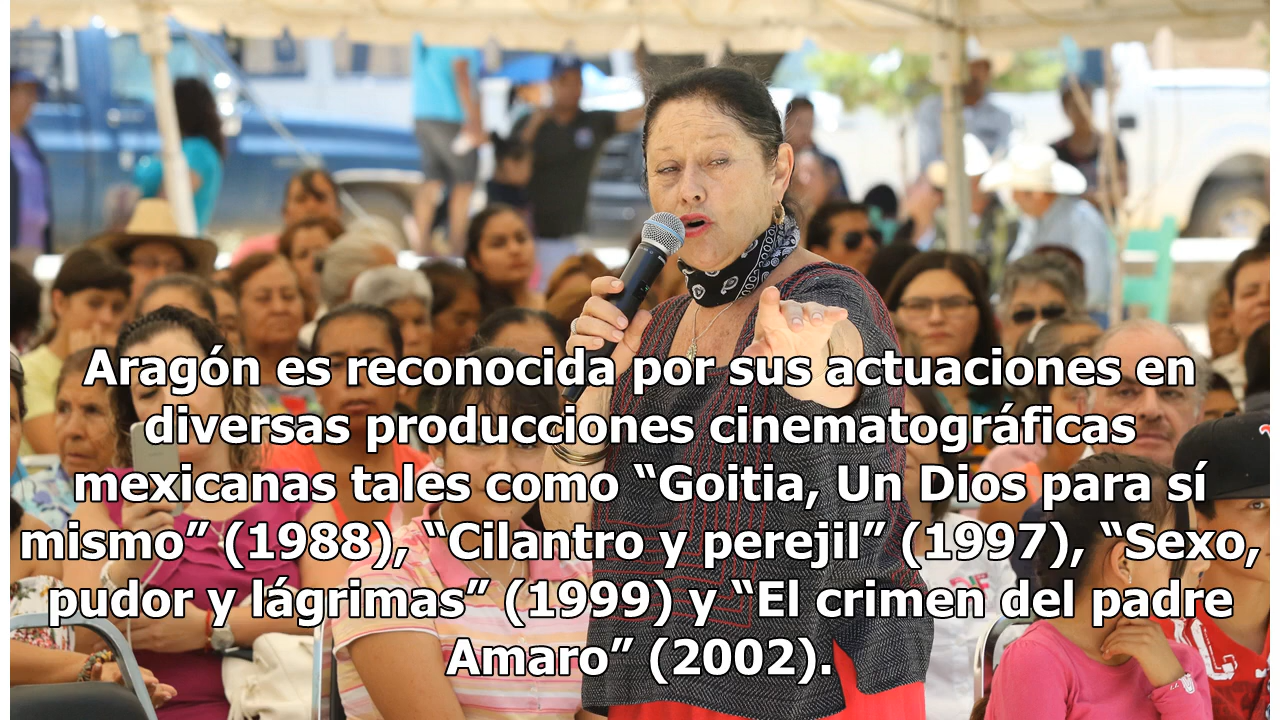 Aragón es reconocida por sus actuaciones en
diversas producciones cinematográficas
mexicanas tales como “Goitia, Un Dios para sí
mismo” (1988), “Cilantro y perejil” (1997), “Sexo,
pudor y lágrimas” (1999) y “El crimen del padre
Amaro” (2002).